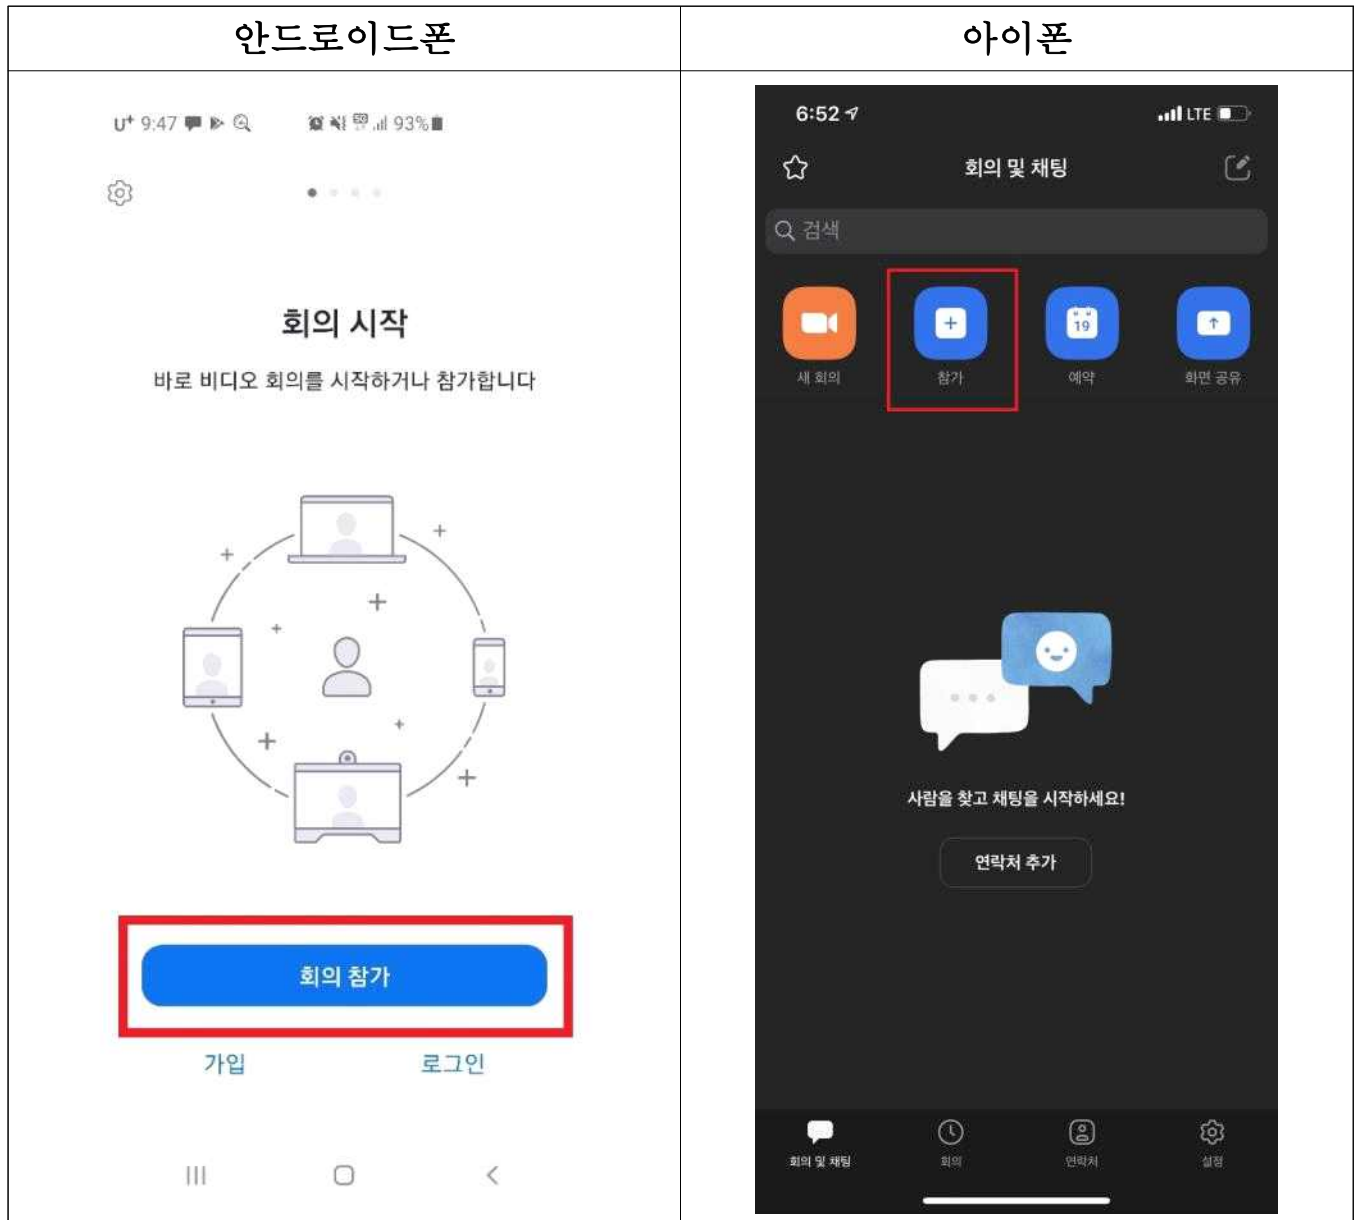 안드로이드폰
아이폰
U+ 9:47
93%
회의 시작
바로 비디오 회의를 시작하거나 참가합니다
회의 참가
가입
로그인
6:52
LTE
회의 및 채팅
검색
새 회의
참가
19
예약
화면 공유
사람을 찾고 채팅을 시작하세요!
연락처 추가
회의 및 채팅
회의
연락처
설정